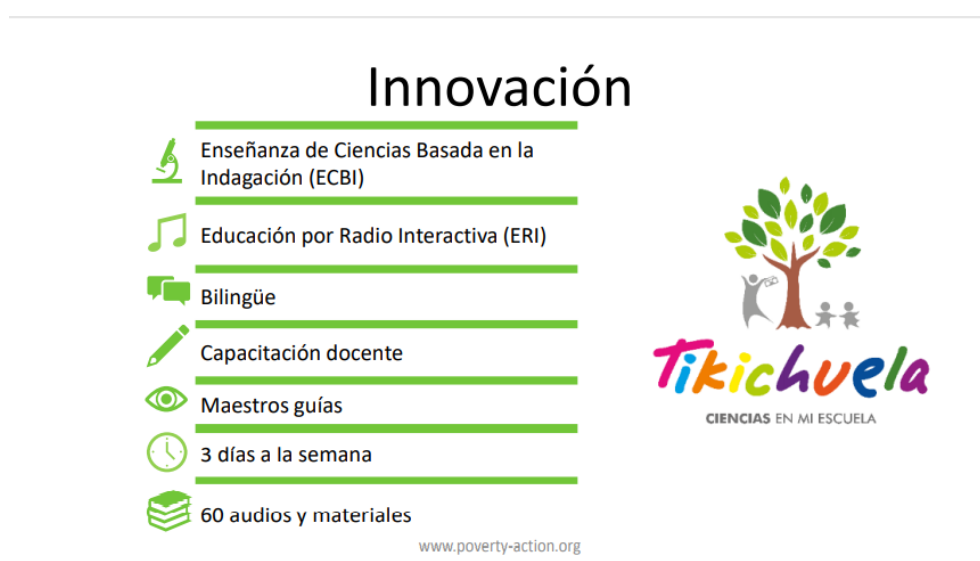 Innovación
Enseñanza de Ciencias Basada en la
Indagación (ECBI)
Educación por Radio Interactiva (ERI)
Bilingüe
Capacitación docente
Maestros guías
3 días a la semana
60 audios y materiales
Tikichuela
CIENCIAS EN MI ESCUELA
www.poverty-action.org